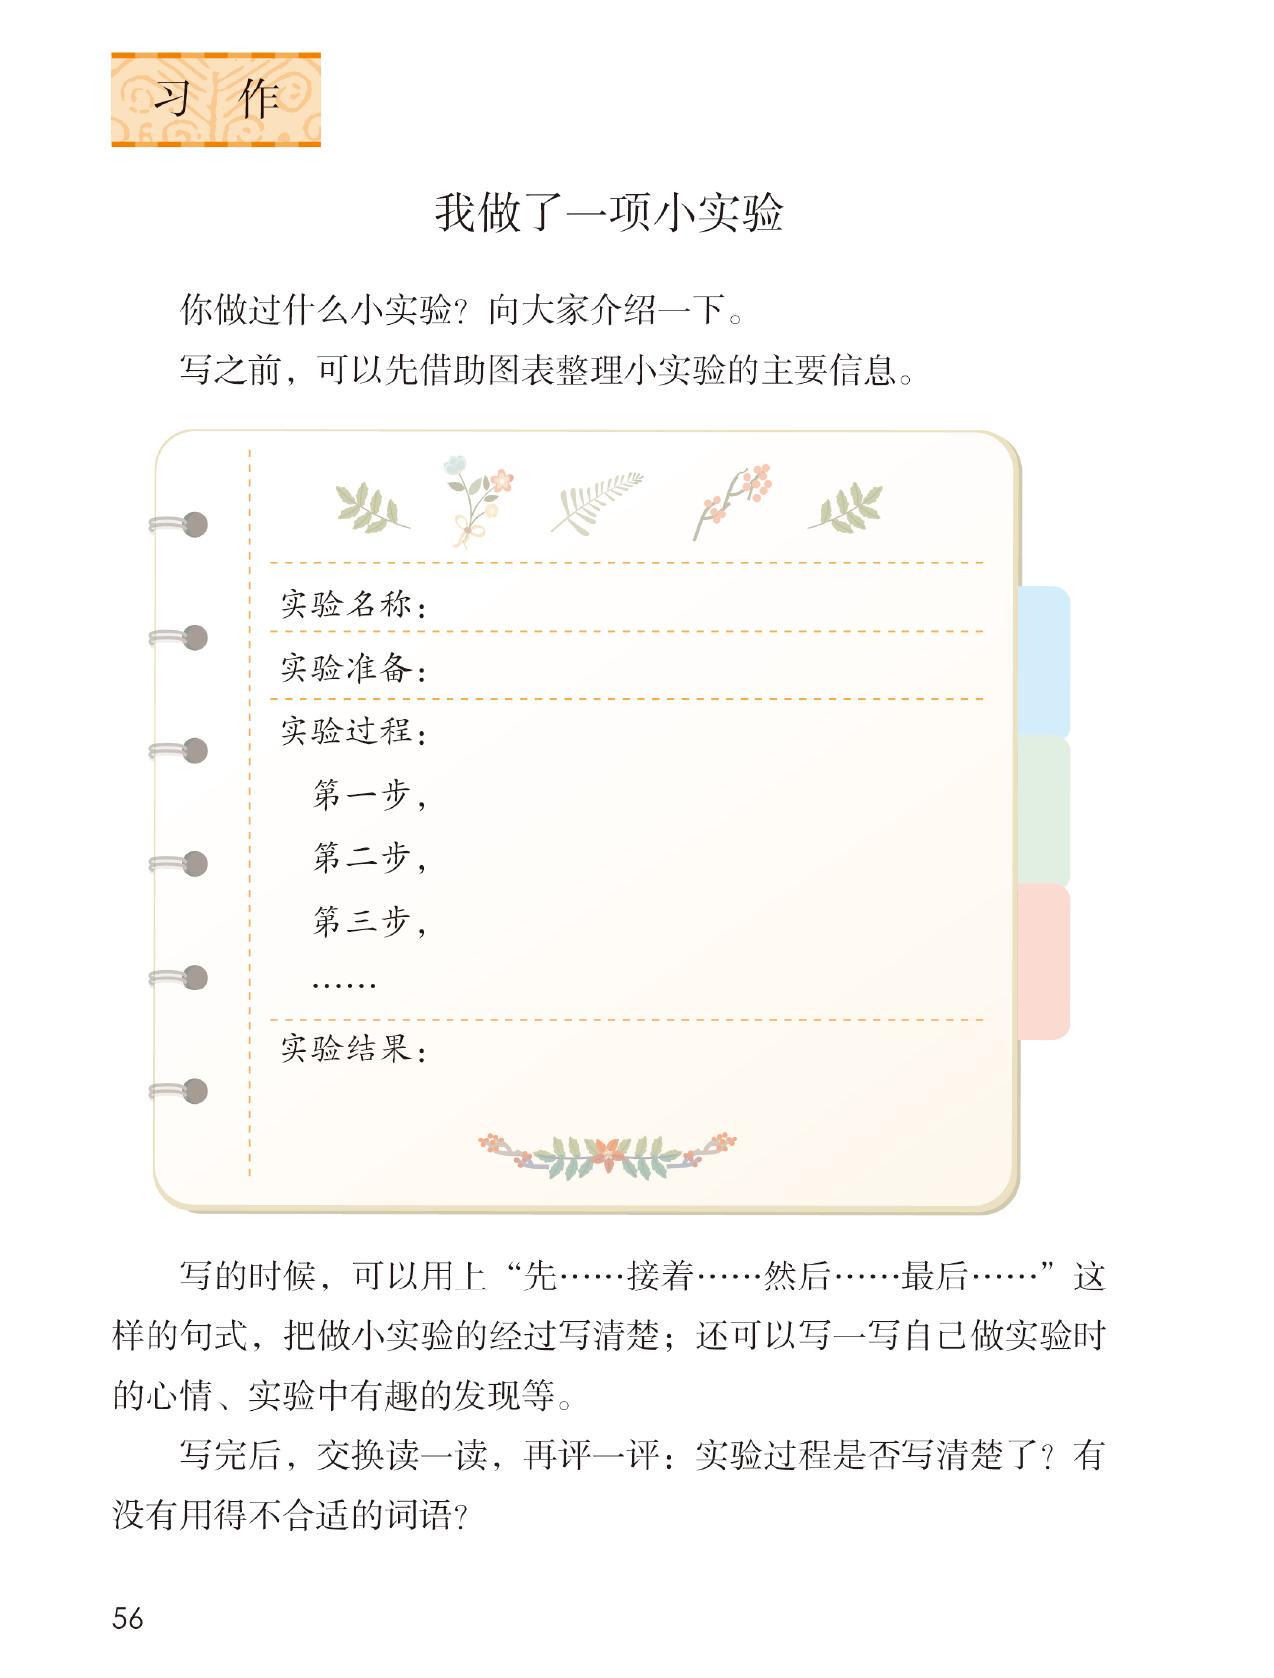 习 作
我做了一项小实验
你做过什么小实验？向大家介绍一下。
写之前，可以先借助图表整理小实验的主要信息。
实验名称：
实验准备：
实验过程：
第一步，
第二步，
第三步，
……
实验结果：
写的时候，可以用上“先……接着……然后……最后……”这
样的句式，把做小实验的经过写清楚；还可以写一写自己做实验时
的心情、实验中有趣的发现等。
写完后，交换读一读，再评一评：实验过程是否写清楚了？有
没有用得不合适的词语？
56